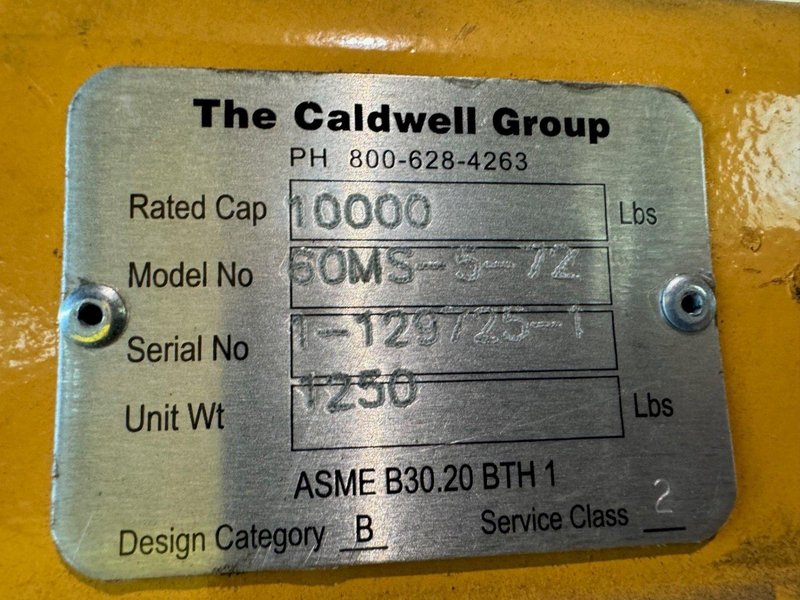 The Caldwell Group
PH 800-628-4263
Rated Cap 10000 Lbs
Model No 60MS-5-72
Serial No 1-129725-1
Unit Wt 1250 Lbs
ASME B30.20 BTH 1
Design Category B Service Class 2